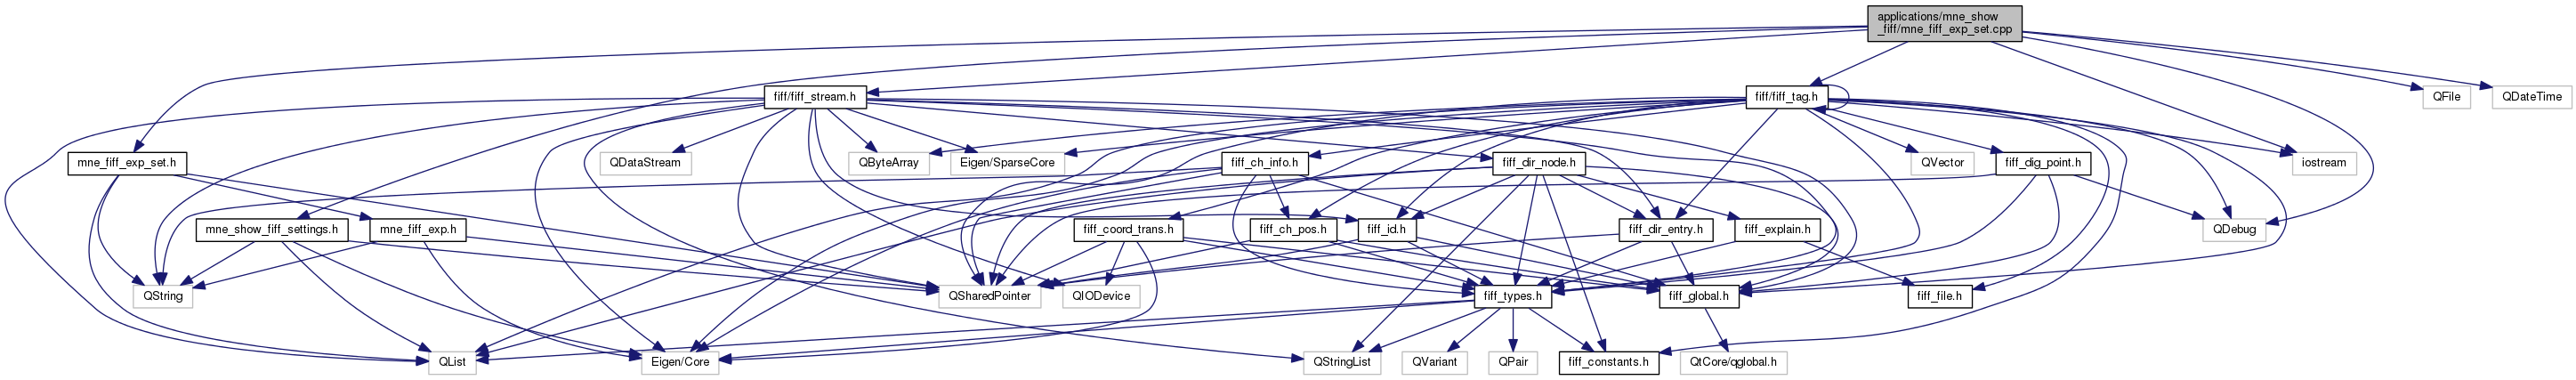 applications/mne_show
_fiff/mne_fiff_exp_set.cpp
fiff/fiff_stream.h
fiff/fiff_tag.h
QFile
QDateTime
mne_fiff_exp_set.h
QDataStream
QByteArray
Eigen/SparseCore
fiff_ch_info.h
fiff_dir_node.h
QVector
fiff_dig_point.h
iostream
mne_show_fiff_settings.h
mne_fiff_exp.h
fiff_coord_trans.h
fiff_ch_pos.h
fiff_id.h
fiff_dir_entry.h
fiff_explain.h
QDebug
QString
QSharedPointer
QIODevice
fiff_types.h
fiff_global.h
fiff_file.h
QList
Eigen/Core
QStringList
QVariant
QPair
fiff_constants.h
QtCore/qglobal.h